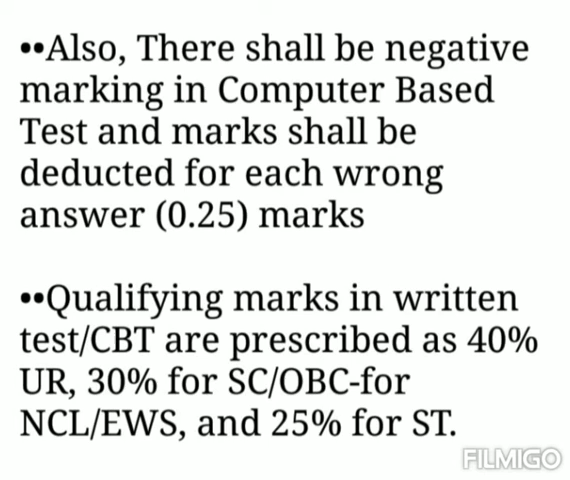 ••Also, There shall be negative
marking in Computer Based
Test and marks shall be
deducted for each wrong
answer (0.25) marks
••Qualifying marks in written
test/CBT are prescribed as 40%
UR, 30% for SC/OBC-for
NCL/EWS, and 25% for ST.
FILMIGO